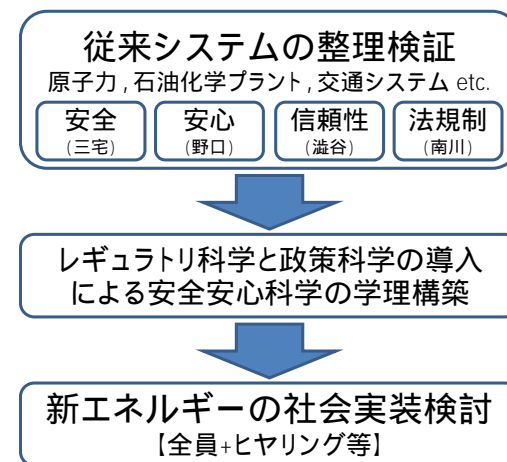 従来システムの整理検証
原子力,石油化学プラント,交通システム etc.
安全 安心 信頼性 法規制
(三宅) (野口) (澁谷) (南川)
レギュラトリ科学と政策科学の導入
による安全安心科学の学理構築
新エネルギーの社会実装検討
【全員+ヒヤリング等】